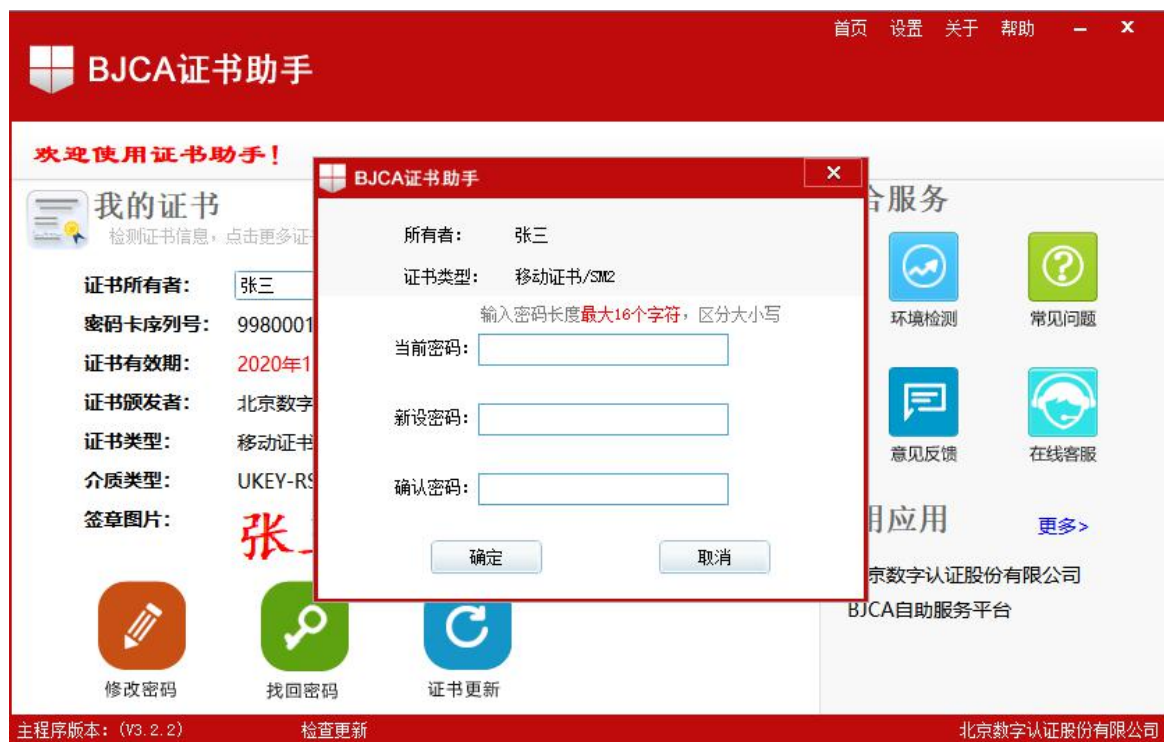 首页 设置 关于 帮助
BJCA证书助手
欢迎使用证书助手!
我的证书
检测证书信息，点击更多证
证书所有者： 张三
密码卡序列号： 9980001
证书有效期： 2020年1
证书颁发者： 北京数字
证书类型： 移动证书
介质类型： UKEY-RS
签章图片： 张
修改密码
找回密码
证书更新
BJCA证书助手
所有者： 张三
证书类型： 移动证书/SM2
输入密码长度最大16个字符，区分大小写
当前密码：
新设密码：
确认密码：
确定
取消
合服务
环境检测
常见问题
意见反馈
在线客服
用应用
更多>
京数字认证股份有限公司
BJCA自助服务平台
主程序版本：(V3.2.2)
检查更新
北京数字认证股份有限公司